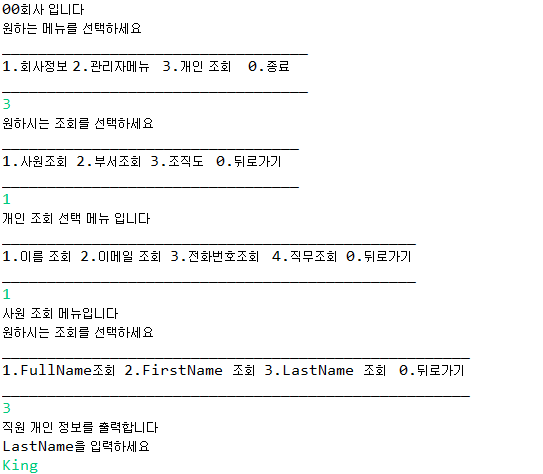 00회사 입니다
원하는 메뉴를 선택하세요
__________________________________
1.회사정보 2.관리자메뉴  3.개인 조회  0.종료
__________________________________
3
원하시는 조회를 선택하세요
_________________________________
1.사원조회 2.부서조회 3.조직도  0.뒤로가기
_________________________________
1
개인 조회 선택 메뉴 입니다
______________________________________________
1.이름 조회 2.이메일 조회 3.전화번호조회  4.직무조회 0.뒤로가기
______________________________________________
1
사원 조회 메뉴입니다
원하시는 조회를 선택하세요
____________________________________________________
1.FullName조회 2.FirstName 조회 3.LastName 조회  0.뒤로가기
____________________________________________________
3
직원 개인 정보를 출력합니다
LastName을 입력하세요
King